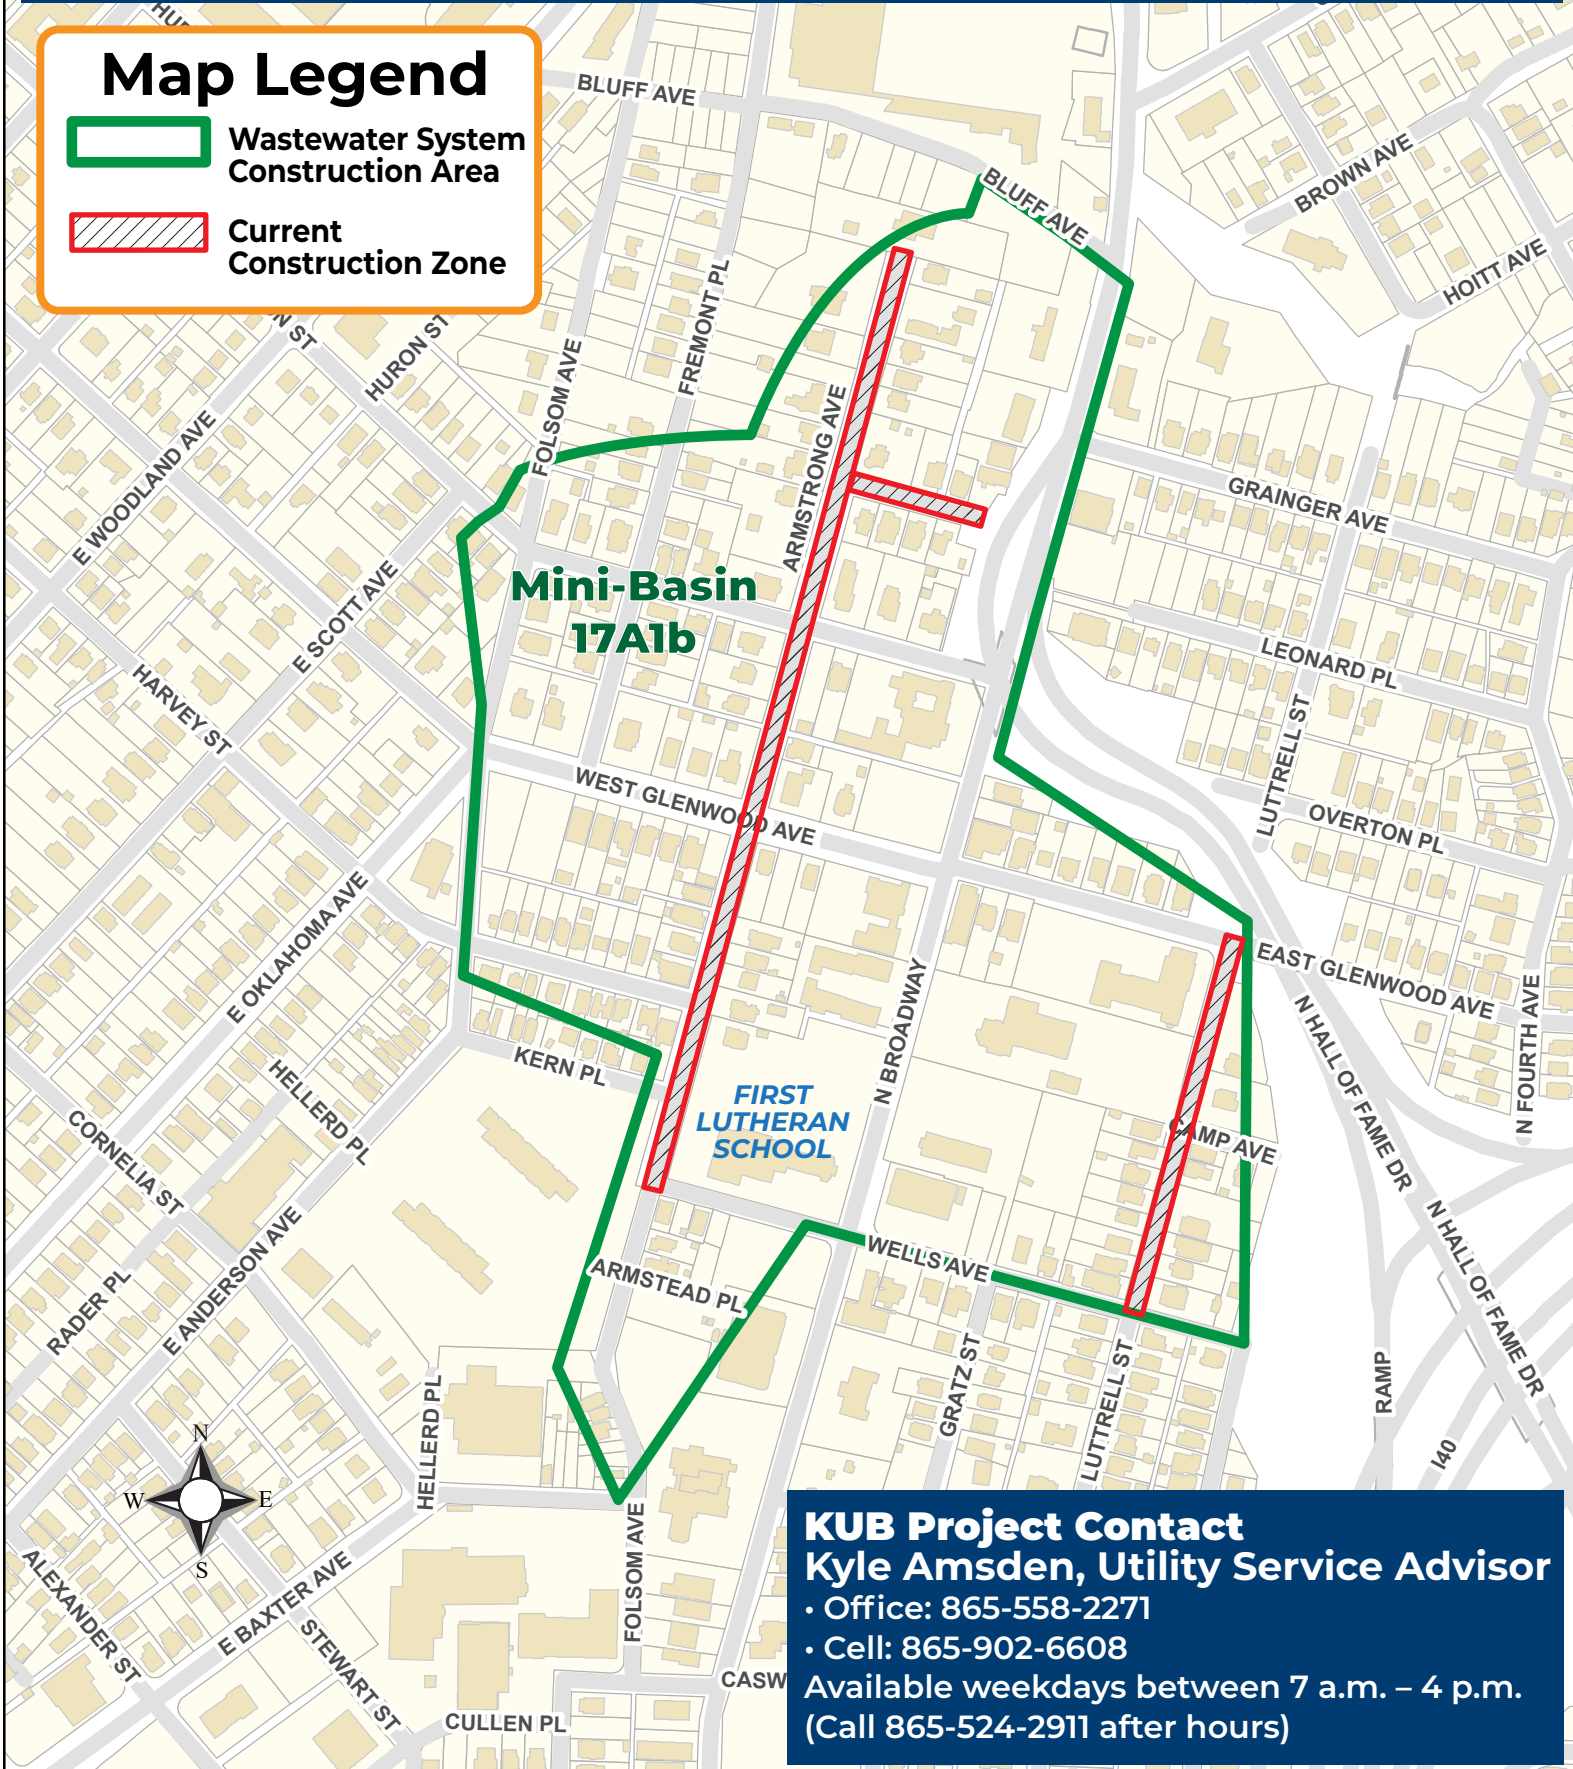 Map Legend
Wastewater System
Construction Area
Current
Construction Zone
BLUFF AVE
BLUFF AVE
BROWN AVE
HOITT AVE
N ST
HURON ST
FREMONT PL
FOLSOM AVE
ARMSTRONG AVE
E WOODLAND AVE
GRAINGER AVE
E SCOTT AVE
Mini-Basin
17A1b
HARVEY ST
LEONARD PL
LUTTRELL ST
WEST GLENWOOD AVE
OVERTON PL
E OKLAHOMA AVE
EAST GLENWOOD AVE
N BROADWAY
N FOURTH AVE
N HALL OF FAME DR
KERN PL
HELLERD PL
FIRST
LUTHERAN
SCHOOL
CAMP AVE
CORNELIA ST
N HALL OF FAME DR
WELLS AVE
ARMSTEAD PL
RADER PL
E ANDERSON AVE
GRATZ ST
LUTTRELL ST
RAMP
I40
HELLERD PL
N
W
E
S
FOLSOM AVE
ALEXANDER ST
E BAXTER AVE
STEWART ST
CASW
CULLEN PL
KUB Project Contact
Kyle Amsden, Utility Service Advisor
• Office: 865-558-2271
• Cell: 865-902-6608
Available weekdays between 7 a.m. – 4 p.m.
(Call 865-524-2911 after hours)